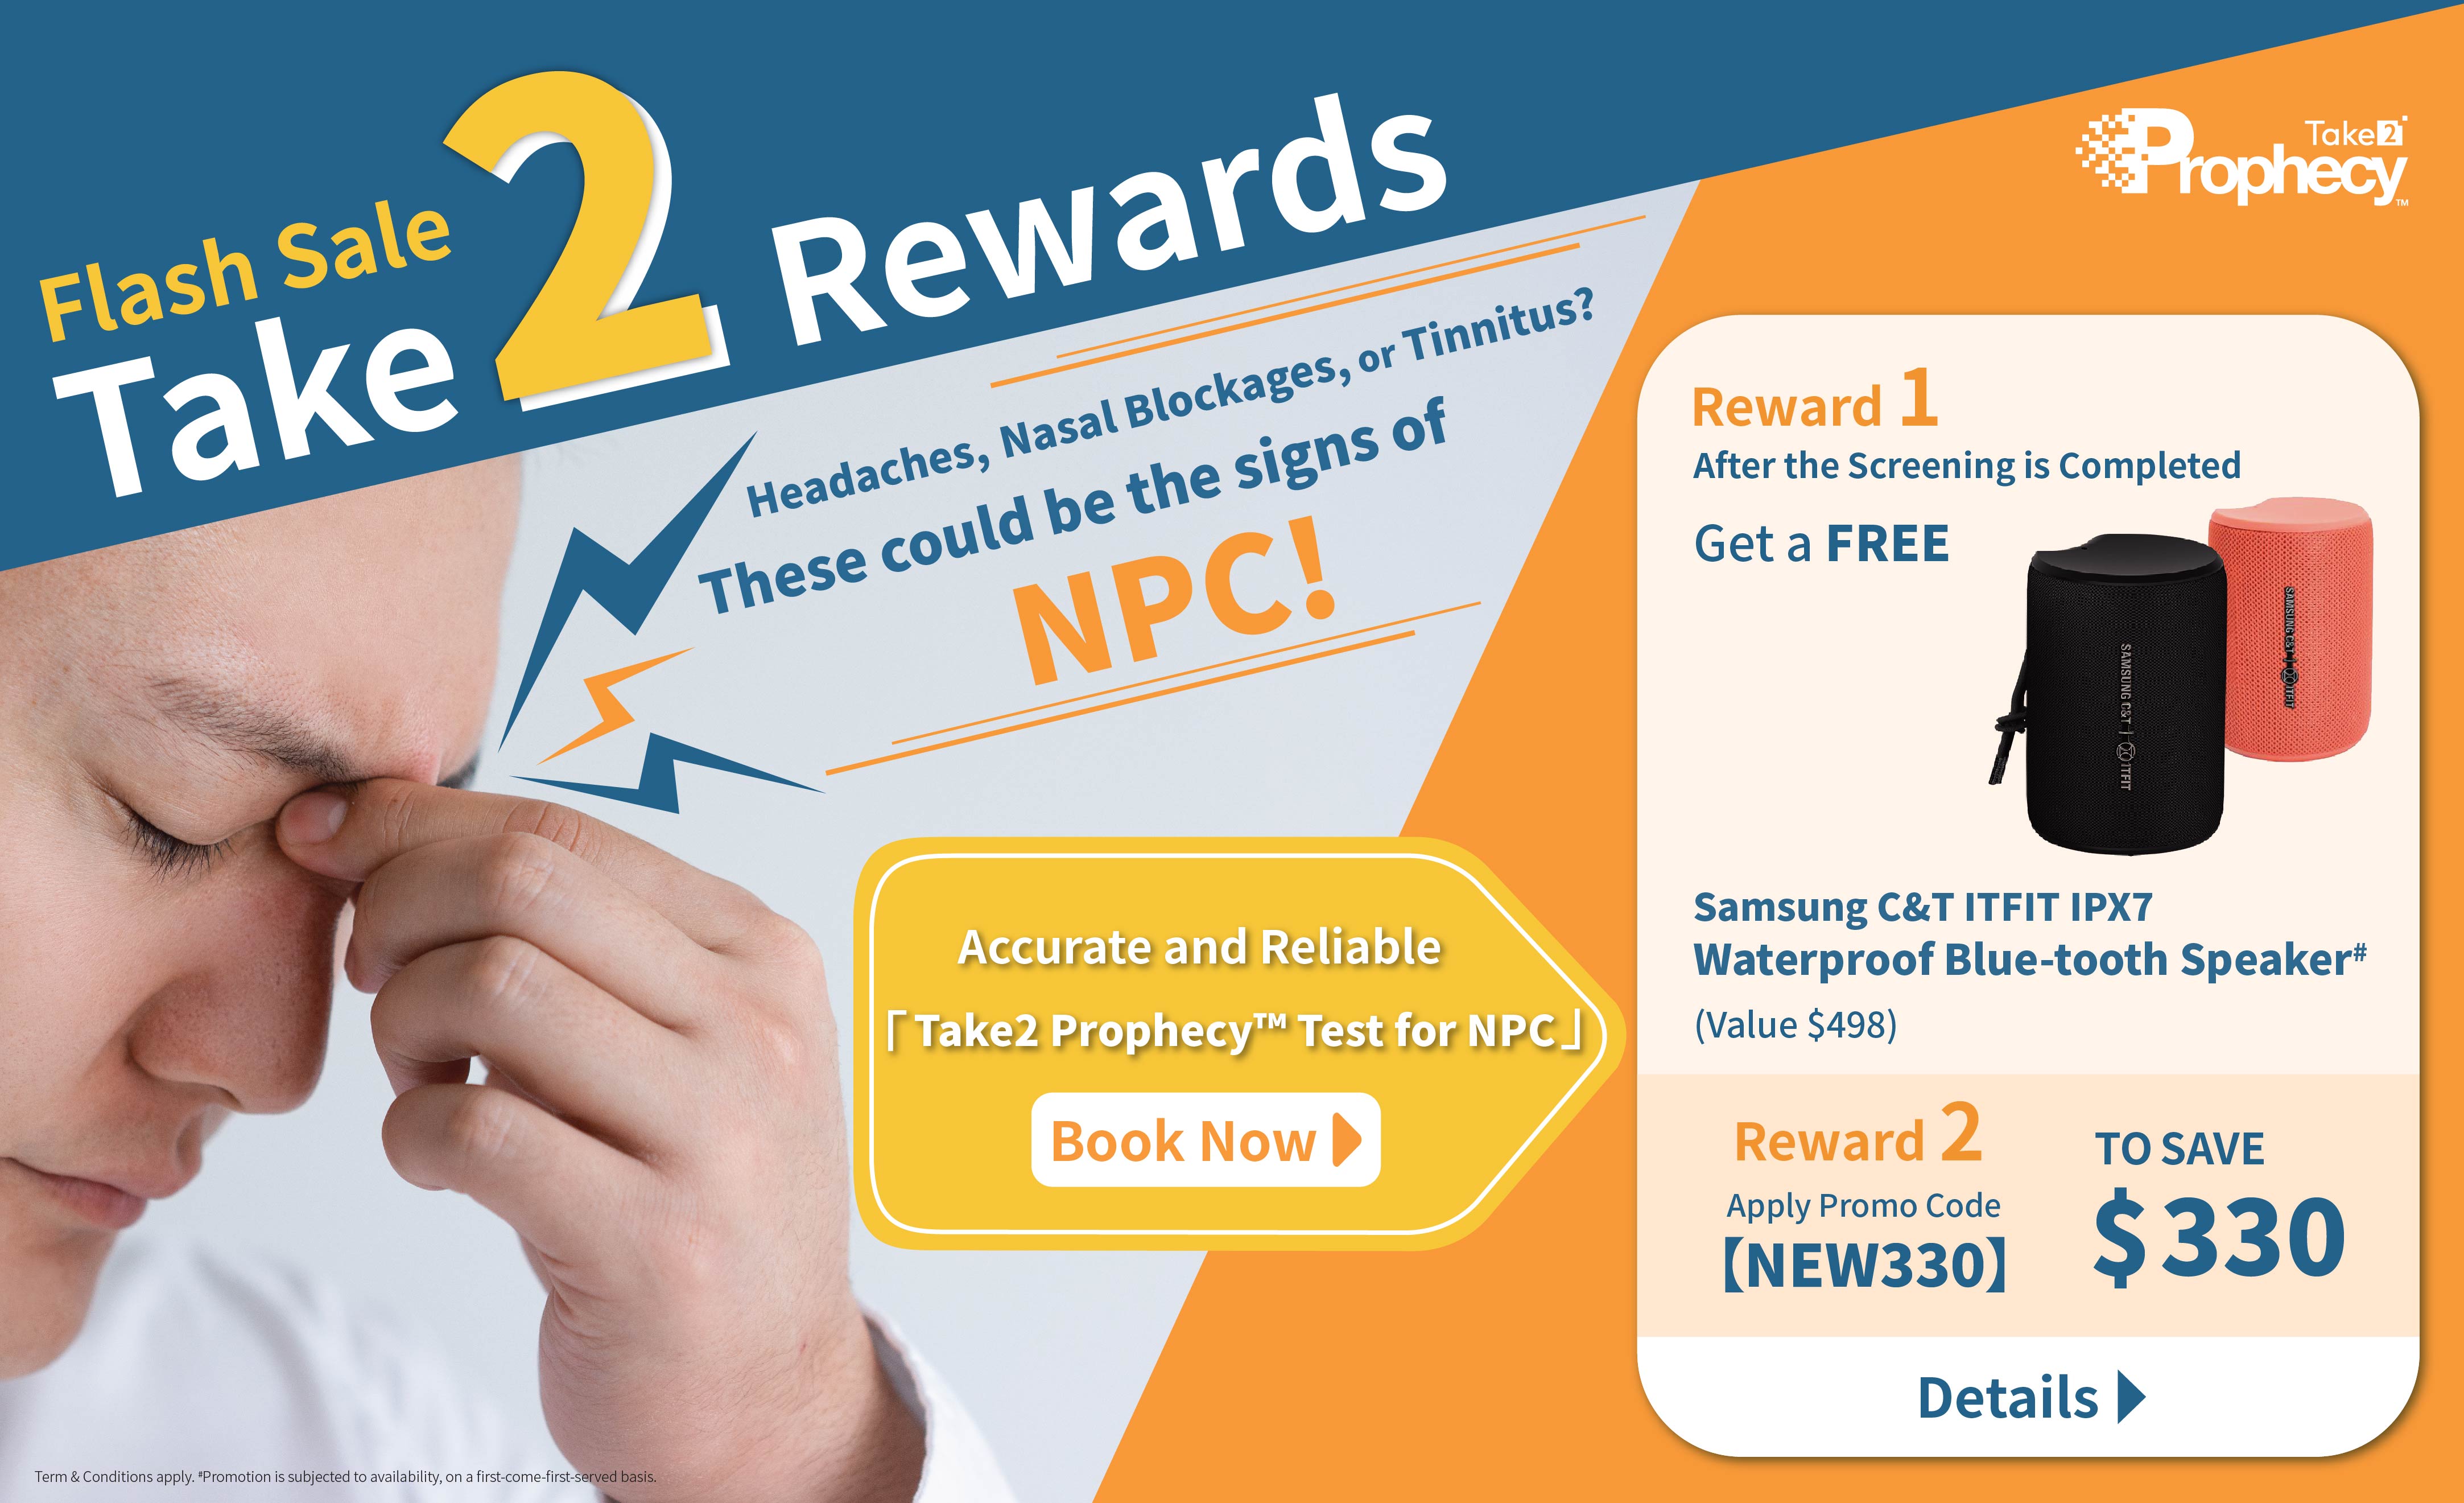 Flash Sale
Take 2 Rewards
Headaches, Nasal Blockages, or Tinnitus?
These could be the signs of
NPC!
Accurate and Reliable
「Take2 Prophecy™ Test for NPC」
Book Now
Take2
Prophecy™
Reward 1
After the Screening is Completed
Get a FREE
SAMSUNG C&T | ITFIT
SAMSUNG C&T | ITFIT
Samsung C&T ITFIT IPX7
Waterproof Blue-tooth Speaker#
(Value $498)
Reward 2
Apply Promo Code
【NEW330】
TO SAVE
$330
Details
Term & Conditions apply. #Promotion is subjected to availability, on a first-come-first-served basis.